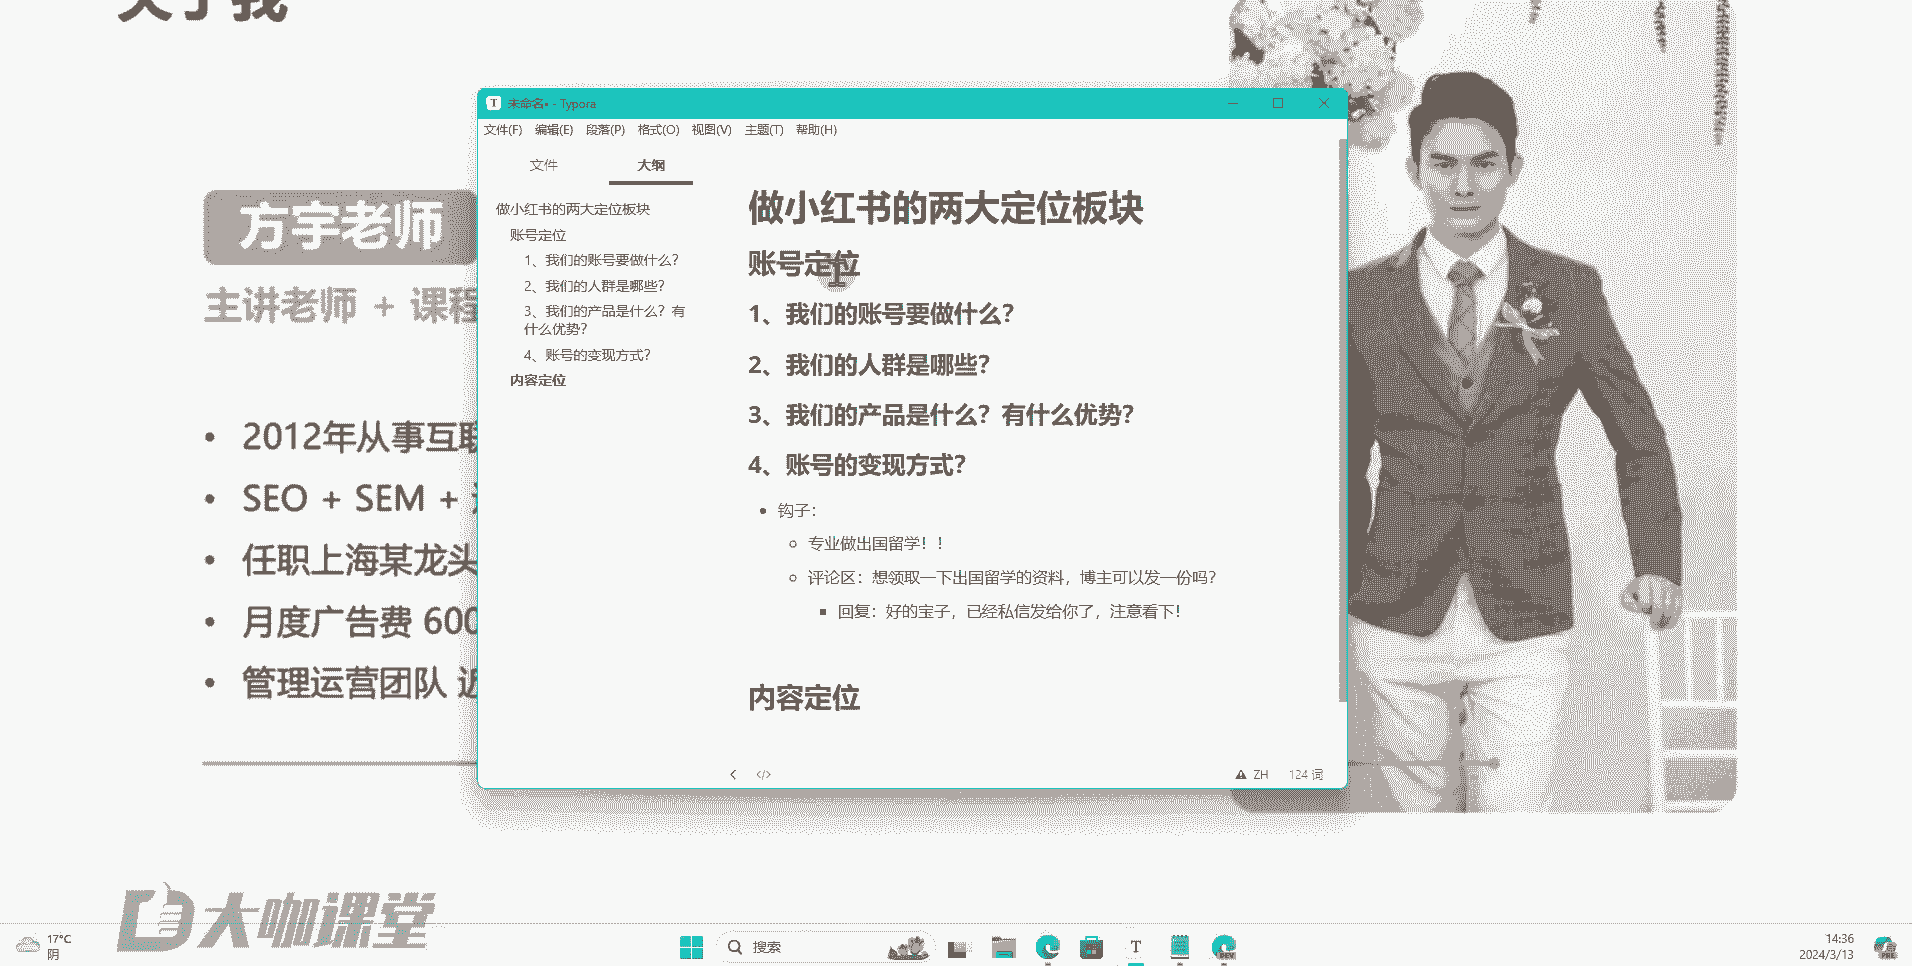 关于我
方宇老师
主讲老师 + 课程
2012年从事互联
SEO + SEM +
任职上海某龙头
月度广告费 600
管理运营团队 近
大咖课堂
未命名• - Typora
文件(F) 编辑(E) 段落(P) 格式(O) 视图(V) 主题(T) 帮助(H)
文件 大纲
做小红书的两大定位板块
账号定位
1、我们的账号要做什么？
2、我们的人群是哪些？
3、我们的产品是什么？有
什么优势？
4、账号的变现方式？
内容定位
做小红书的两大定位板块
账号定位
1、我们的账号要做什么？
2、我们的人群是哪些？
3、我们的产品是什么？有什么优势？
4、账号的变现方式？
钩子：
专业做出国留学！！
评论区：想领取一下出国留学的资料，博主可以发一份吗？
回复：好的宝子，已经私信发给你了，注意看下！
内容定位
ZH 124 词
17°C
阴
搜索
T
DEV
14:36
2024/3/13
PRE